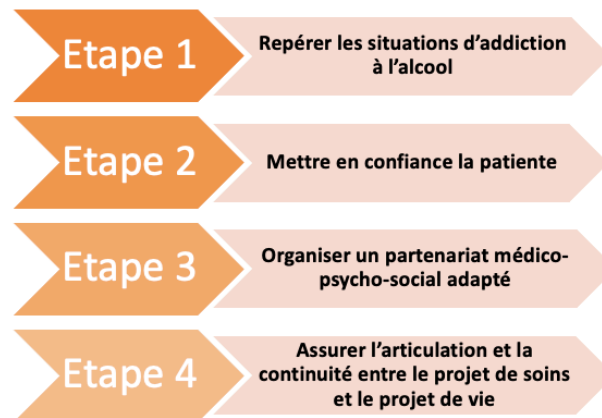 Etape 1
Repérer les situations d'addiction
à l'alcool
Etape 2
Mettre en confiance la patiente
Etape 3
Organiser un partenariat médico-
psycho-social adapté
Etape 4
Assurer l'articulation et la
continuité entre le projet de soins
et le projet de vie